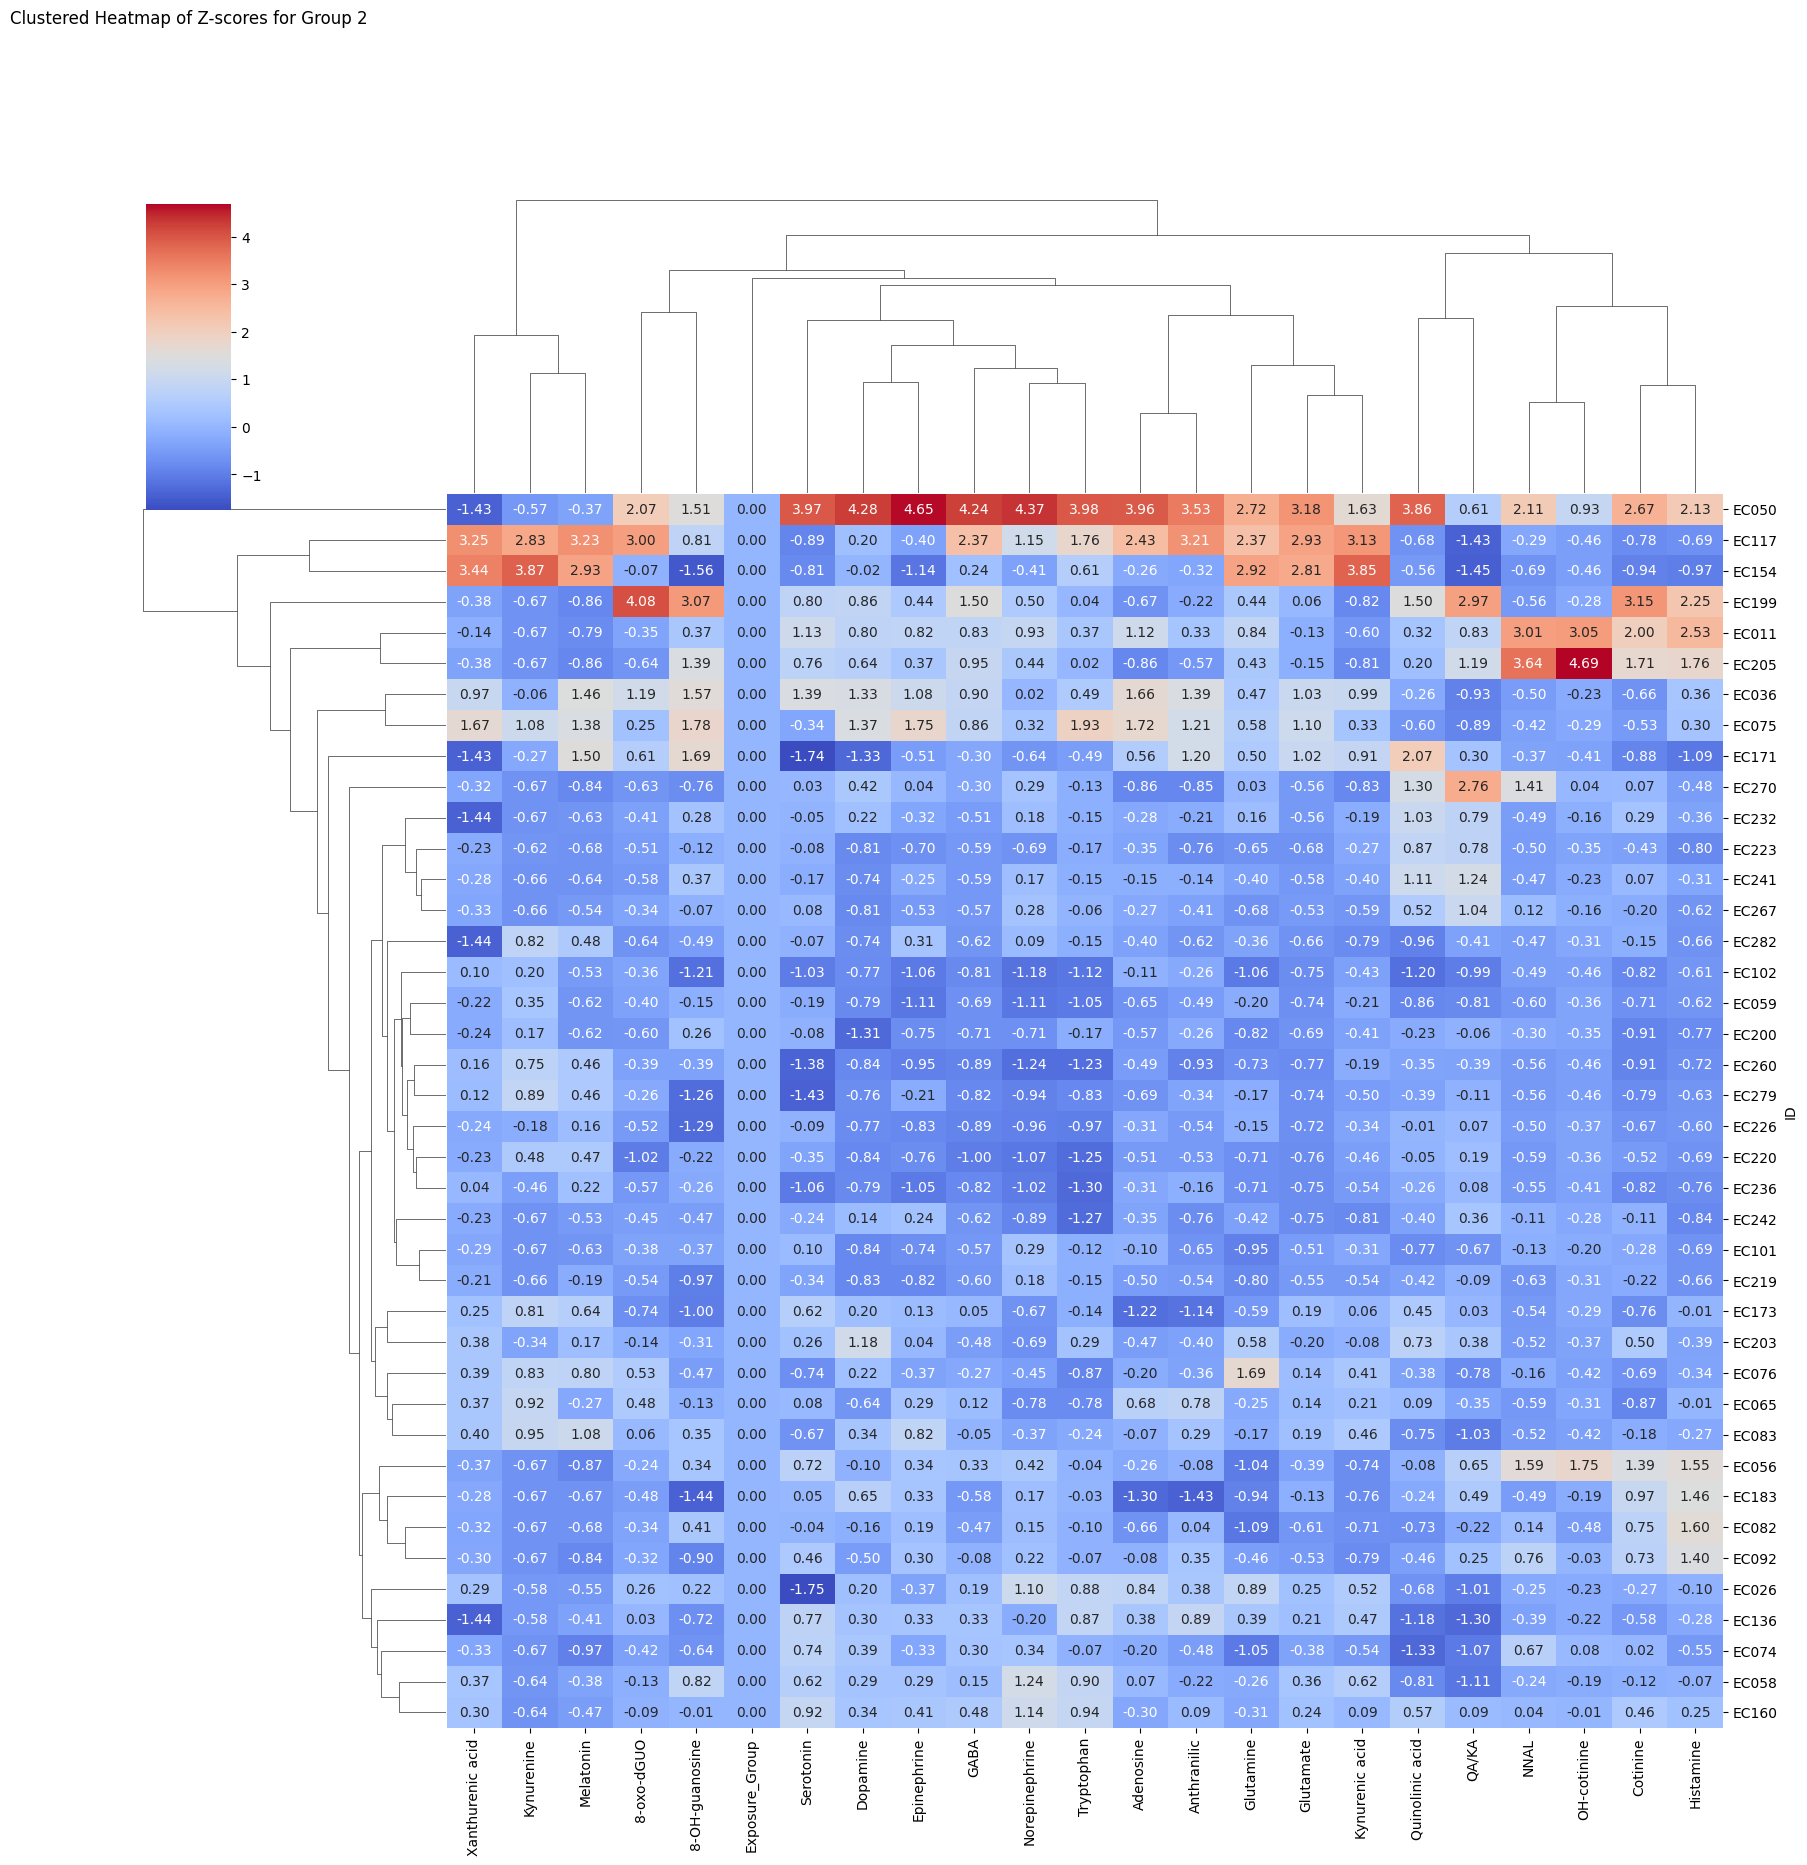 Clustered Heatmap of Z-scores for Group 2
4
3
2
1
0
−1
-1.43 -0.57 -0.37 2.07 1.51 0.00 3.97 4.28 4.65 4.24 4.37 3.98 3.96 3.53 2.72 3.18 1.63 3.86 0.61 2.11 0.93 2.67 2.13 EC050
3.25 2.83 3.23 3.00 0.81 0.00 -0.89 0.20 -0.40 2.37 1.15 1.76 2.43 3.21 2.37 2.93 3.13 -0.68 -1.43 -0.29 -0.46 -0.78 -0.69 EC117
3.44 3.87 2.93 -0.07 -1.56 0.00 -0.81 -0.02 -1.14 0.24 -0.41 0.61 -0.26 -0.32 2.92 2.81 3.85 -0.56 -1.45 -0.69 -0.46 -0.94 -0.97 EC154
-0.38 -0.67 -0.86 4.08 3.07 0.00 0.80 0.86 0.44 1.50 0.50 0.04 -0.67 -0.22 0.44 0.06 -0.82 1.50 2.97 -0.56 -0.28 3.15 2.25 EC199
-0.14 -0.67 -0.79 -0.35 0.37 0.00 1.13 0.80 0.82 0.83 0.93 0.37 1.12 0.33 0.84 -0.13 -0.60 0.32 0.83 3.01 3.05 2.00 2.53 EC011
-0.38 -0.67 -0.86 -0.64 1.39 0.00 0.76 0.64 0.37 0.95 0.44 0.02 -0.86 -0.57 0.43 -0.15 -0.81 0.20 1.19 3.64 4.69 1.71 1.76 EC205
0.97 -0.06 1.46 1.19 1.57 0.00 1.39 1.33 1.08 0.90 0.02 0.49 1.66 1.39 0.47 1.03 0.99 -0.26 -0.93 -0.50 -0.23 -0.66 0.36 EC036
1.67 1.08 1.38 0.25 1.78 0.00 -0.34 1.37 1.75 0.86 0.32 1.93 1.72 1.21 0.58 1.10 0.33 -0.60 -0.89 -0.42 -0.29 -0.53 0.30 EC075
-1.43 -0.27 1.50 0.61 1.69 0.00 -1.74 -1.33 -0.51 -0.30 -0.64 -0.49 0.56 1.20 0.50 1.02 0.91 2.07 0.30 -0.37 -0.41 -0.88 -1.09 EC171
-0.32 -0.67 -0.84 -0.63 -0.76 0.00 0.03 0.42 0.04 -0.30 0.29 -0.13 -0.86 -0.85 0.03 -0.56 -0.83 1.30 2.76 1.41 0.04 0.07 -0.48 EC270
-1.44 -0.67 -0.63 -0.41 0.28 0.00 -0.05 0.22 -0.32 -0.51 0.18 -0.15 -0.28 -0.21 0.16 -0.56 -0.19 1.03 0.79 -0.49 -0.16 0.29 -0.36 EC232
-0.23 -0.62 -0.68 -0.51 -0.12 0.00 -0.08 -0.81 -0.70 -0.59 -0.69 -0.17 -0.35 -0.76 -0.65 -0.68 -0.27 0.87 0.78 -0.50 -0.35 -0.43 -0.80 EC223
-0.28 -0.66 -0.64 -0.58 0.37 0.00 -0.17 -0.74 -0.25 -0.59 0.17 -0.15 -0.15 -0.14 -0.40 -0.58 -0.40 1.11 1.24 -0.47 -0.23 0.07 -0.31 EC241
-0.33 -0.66 -0.54 -0.34 -0.07 0.00 0.08 -0.81 -0.53 -0.57 0.28 -0.06 -0.27 -0.41 -0.68 -0.53 -0.59 0.52 1.04 0.12 -0.16 -0.20 -0.62 EC267
-1.44 0.82 0.48 -0.64 -0.49 0.00 -0.07 -0.74 0.31 -0.62 0.09 -0.15 -0.40 -0.62 -0.36 -0.66 -0.79 -0.96 -0.41 -0.47 -0.31 -0.15 -0.66 EC282
0.10 0.20 -0.53 -0.36 -1.21 0.00 -1.03 -0.77 -1.06 -0.81 -1.18 -1.12 -0.11 -0.26 -1.06 -0.75 -0.43 -1.20 -0.99 -0.49 -0.46 -0.82 -0.61 EC102
-0.22 0.35 -0.62 -0.40 -0.15 0.00 -0.19 -0.79 -1.11 -0.69 -1.11 -1.05 -0.65 -0.49 -0.20 -0.74 -0.21 -0.86 -0.81 -0.60 -0.36 -0.71 -0.62 EC059
-0.24 0.17 -0.62 -0.60 0.26 0.00 -0.08 -1.31 -0.75 -0.71 -0.71 -0.17 -0.57 -0.26 -0.82 -0.69 -0.41 -0.23 -0.06 -0.30 -0.35 -0.91 -0.77 EC200
0.16 0.75 0.46 -0.39 -0.39 0.00 -1.38 -0.84 -0.95 -0.89 -1.24 -1.23 -0.49 -0.93 -0.73 -0.77 -0.19 -0.35 -0.39 -0.56 -0.46 -0.91 -0.72 EC260
0.12 0.89 0.46 -0.26 -1.26 0.00 -1.43 -0.76 -0.21 -0.82 -0.94 -0.83 -0.69 -0.34 -0.17 -0.74 -0.50 -0.39 -0.11 -0.56 -0.46 -0.79 -0.63 EC279
-0.24 -0.18 0.16 -0.52 -1.29 0.00 -0.09 -0.77 -0.83 -0.89 -0.96 -0.97 -0.31 -0.54 -0.15 -0.72 -0.34 -0.01 0.07 -0.50 -0.37 -0.67 -0.60 EC226
-0.23 0.48 0.47 -1.02 -0.22 0.00 -0.35 -0.84 -0.76 -1.00 -1.07 -1.25 -0.51 -0.53 -0.71 -0.76 -0.46 -0.05 0.19 -0.59 -0.36 -0.52 -0.69 EC220
0.04 -0.46 0.22 -0.57 -0.26 0.00 -1.06 -0.79 -1.05 -0.82 -1.02 -1.30 -0.31 -0.16 -0.71 -0.75 -0.54 -0.26 0.08 -0.55 -0.41 -0.82 -0.76 EC236
-0.23 -0.67 -0.53 -0.45 -0.47 0.00 -0.24 0.14 0.24 -0.62 -0.89 -1.27 -0.35 -0.76 -0.42 -0.75 -0.81 -0.40 0.36 -0.11 -0.28 -0.11 -0.84 EC242
-0.29 -0.67 -0.63 -0.38 -0.37 0.00 0.10 -0.84 -0.74 -0.57 0.29 -0.12 -0.10 -0.65 -0.95 -0.51 -0.31 -0.77 -0.67 -0.13 -0.20 -0.28 -0.69 EC101
-0.21 -0.66 -0.19 -0.54 -0.97 0.00 -0.34 -0.83 -0.82 -0.60 0.18 -0.15 -0.50 -0.54 -0.80 -0.55 -0.54 -0.42 -0.09 -0.63 -0.31 -0.22 -0.66 EC219
0.25 0.81 0.64 -0.74 -1.00 0.00 0.62 0.20 0.13 0.05 -0.67 -0.14 -1.22 -1.14 -0.59 0.19 0.06 0.45 0.03 -0.54 -0.29 -0.76 -0.01 EC173
0.38 -0.34 0.17 -0.14 -0.31 0.00 0.26 1.18 0.04 -0.48 -0.69 0.29 -0.47 -0.40 0.58 -0.20 -0.08 0.73 0.38 -0.52 -0.37 0.50 -0.39 EC203
0.39 0.83 0.80 0.53 -0.47 0.00 -0.74 0.22 -0.37 -0.27 -0.45 -0.87 -0.20 -0.36 1.69 0.14 0.41 -0.38 -0.78 -0.16 -0.42 -0.69 -0.34 EC076
0.37 0.92 -0.27 0.48 -0.13 0.00 0.08 -0.64 0.29 0.12 -0.78 -0.78 0.68 0.78 -0.25 0.14 0.21 0.09 -0.35 -0.59 -0.31 -0.87 -0.01 EC065
0.40 0.95 1.08 0.06 0.35 0.00 -0.67 0.34 0.82 -0.05 -0.37 -0.24 -0.07 0.29 -0.17 0.19 0.46 -0.75 -1.03 -0.52 -0.42 -0.18 -0.27 EC083
-0.37 -0.67 -0.87 -0.24 0.34 0.00 0.72 -0.10 0.34 0.33 0.42 -0.04 -0.26 -0.08 -1.04 -0.39 -0.74 -0.08 0.65 1.59 1.75 1.39 1.55 EC056
-0.28 -0.67 -0.67 -0.48 -1.44 0.00 0.05 0.65 0.33 -0.58 0.17 -0.03 -1.30 -1.43 -0.94 -0.13 -0.76 -0.24 0.49 -0.49 -0.19 0.97 1.46 EC183
-0.32 -0.67 -0.68 -0.34 0.41 0.00 -0.04 -0.16 0.19 -0.47 0.15 -0.10 -0.66 0.04 -1.09 -0.61 -0.71 -0.73 -0.22 0.14 -0.48 0.75 1.60 EC082
-0.30 -0.67 -0.84 -0.32 -0.90 0.00 0.46 -0.50 0.30 -0.08 0.22 -0.07 -0.08 0.35 -0.46 -0.53 -0.79 -0.46 0.25 0.76 -0.03 0.73 1.40 EC092
0.29 -0.58 -0.55 0.26 0.22 0.00 -1.75 0.20 -0.37 0.19 1.10 0.88 0.84 0.38 0.89 0.25 0.52 -0.68 -1.01 -0.25 -0.23 -0.27 -0.10 EC026
-1.44 -0.58 -0.41 0.03 -0.72 0.00 0.77 0.30 0.33 0.33 -0.20 0.87 0.38 0.89 0.39 0.21 0.47 -1.18 -1.30 -0.39 -0.22 -0.58 -0.28 EC136
-0.33 -0.67 -0.97 -0.42 -0.64 0.00 0.74 0.39 -0.33 0.30 0.34 -0.07 -0.20 -0.48 -1.05 -0.38 -0.54 -1.33 -1.07 0.67 0.08 0.02 -0.55 EC074
0.37 -0.64 -0.38 -0.13 0.82 0.00 0.62 0.29 0.29 0.15 1.24 0.90 0.07 -0.22 -0.26 0.36 0.62 -0.81 -1.11 -0.24 -0.19 -0.12 -0.07 EC058
0.30 -0.64 -0.47 -0.09 -0.01 0.00 0.92 0.34 0.41 0.48 1.14 0.94 -0.30 0.09 -0.31 0.24 0.09 0.57 0.09 0.04 -0.01 0.46 0.25 EC160
ID
Xanthurenic acid
Kynurenine
Melatonin
8-oxo-dGUO
8-OH-guanosine
Exposure_Group
Serotonin
Dopamine
Epinephrine
GABA
Norepinephrine
Tryptophan
Adenosine
Anthranilic
Glutamine
Glutamate
Kynurenic acid
Quinolinic acid
QA/KA
NNAL
OH-cotinine
Cotinine
Histamine